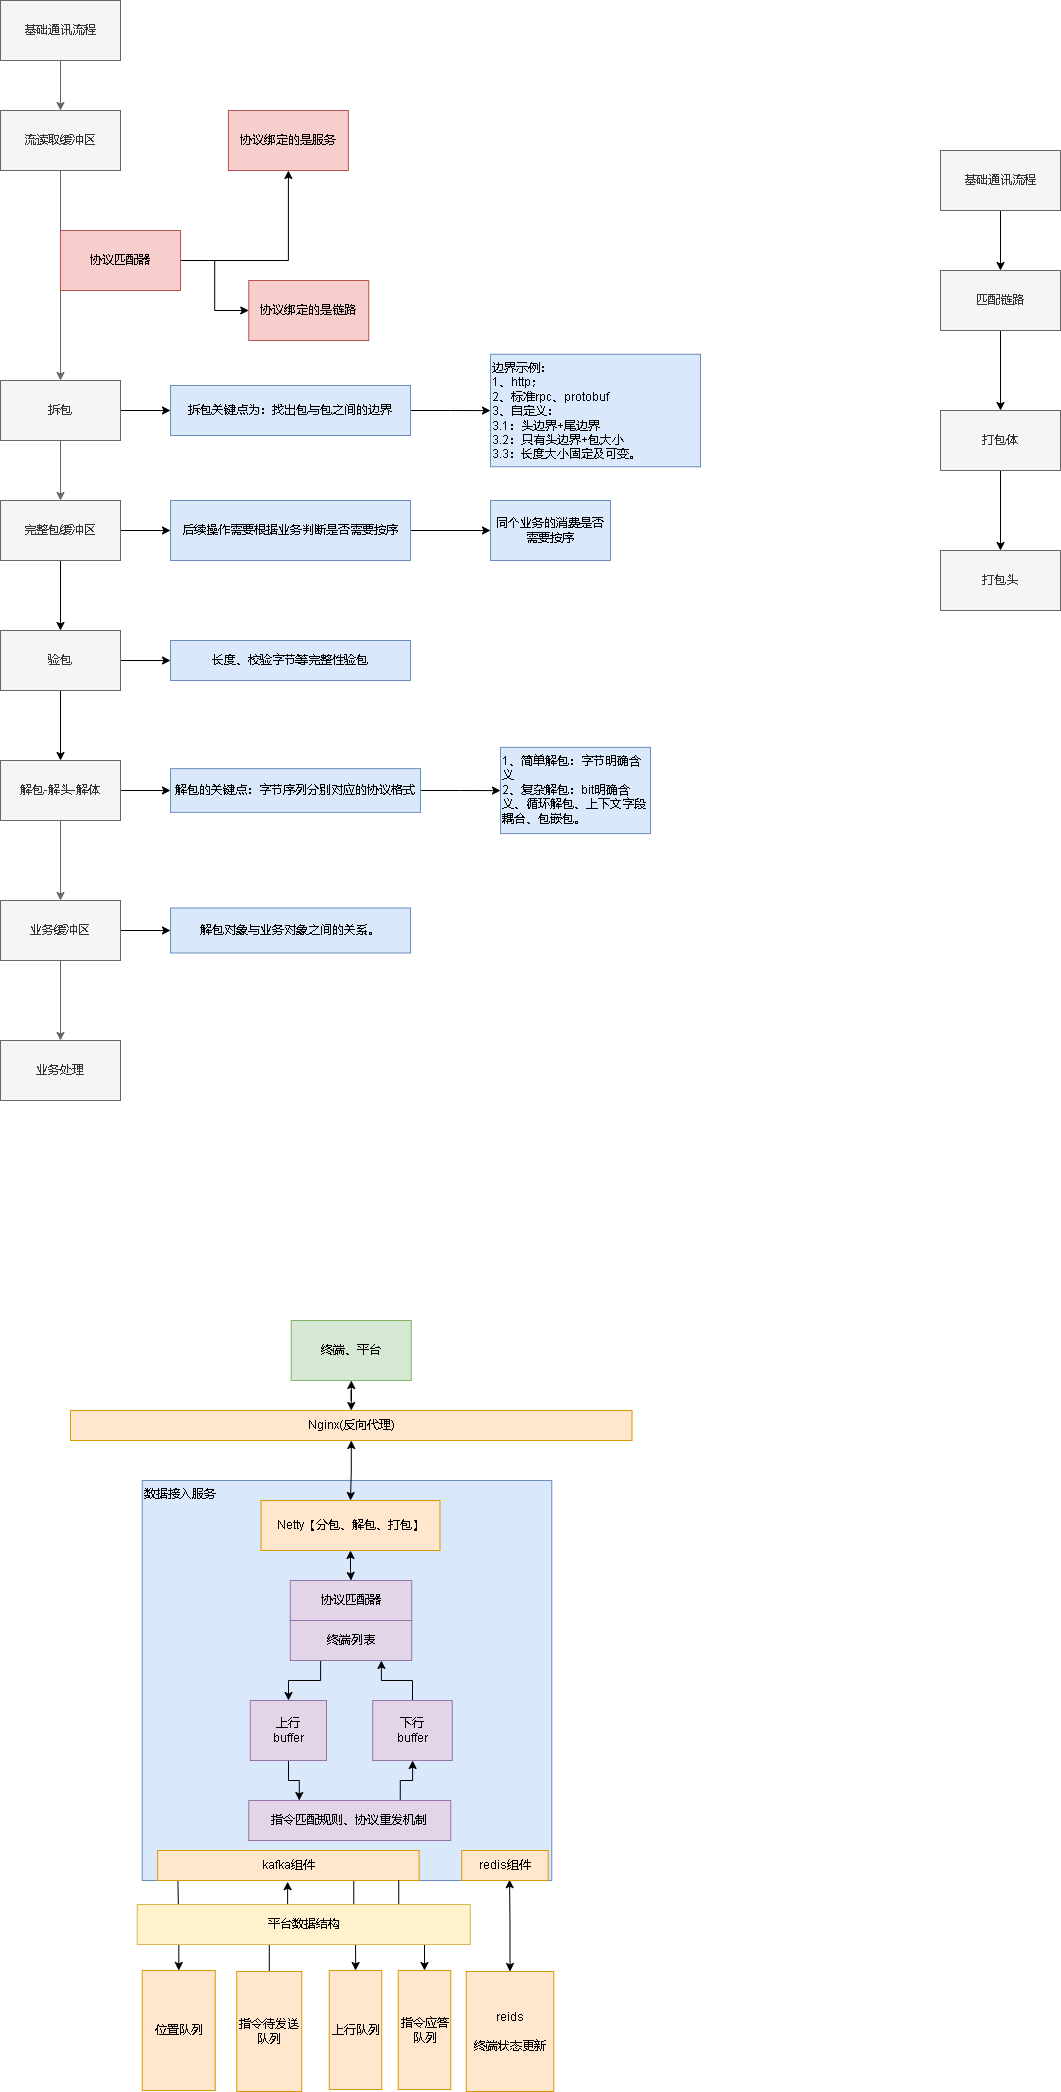 基础通讯流程
流读取缓冲区
协议绑定的是服务
协议匹配器
协议绑定的是链路
拆包
拆包关键点为：找出包与包之间的边界
边界示例：
1、http；
2、标准rpc、protobuf
3、自定义：
3.1：头边界+尾边界
3.2：只有头边界+包大小
3.3：长度大小固定及可变。
完整包缓冲区
后续操作需要根据业务判断是否需要按序
同个业务的消费是否
需要按序
验包
长度、校验字节等完整性验包
解包-解头-解体
解包的关键点：字节序列分别对应的协议格式
1、简单解包：字节明确含
义
2、复杂解包：bit明确含
义、循环解包、上下文字段
耦合、包嵌包。
业务缓冲区
解包对象与业务对象之间的关系。
业务处理
基础通讯流程
匹配链路
打包体
打包头
终端、平台
Nginx(反向代理)
数据接入服务
Netty【分包、解包、打包】
协议匹配器
终端列表
上行
buffer
下行
buffer
指令匹配规则、协议重发机制
kafka组件
redis组件
平台数据结构
位置队列
指令待发送
队列
上行队列
指令应答
队列
reids
终端状态更新